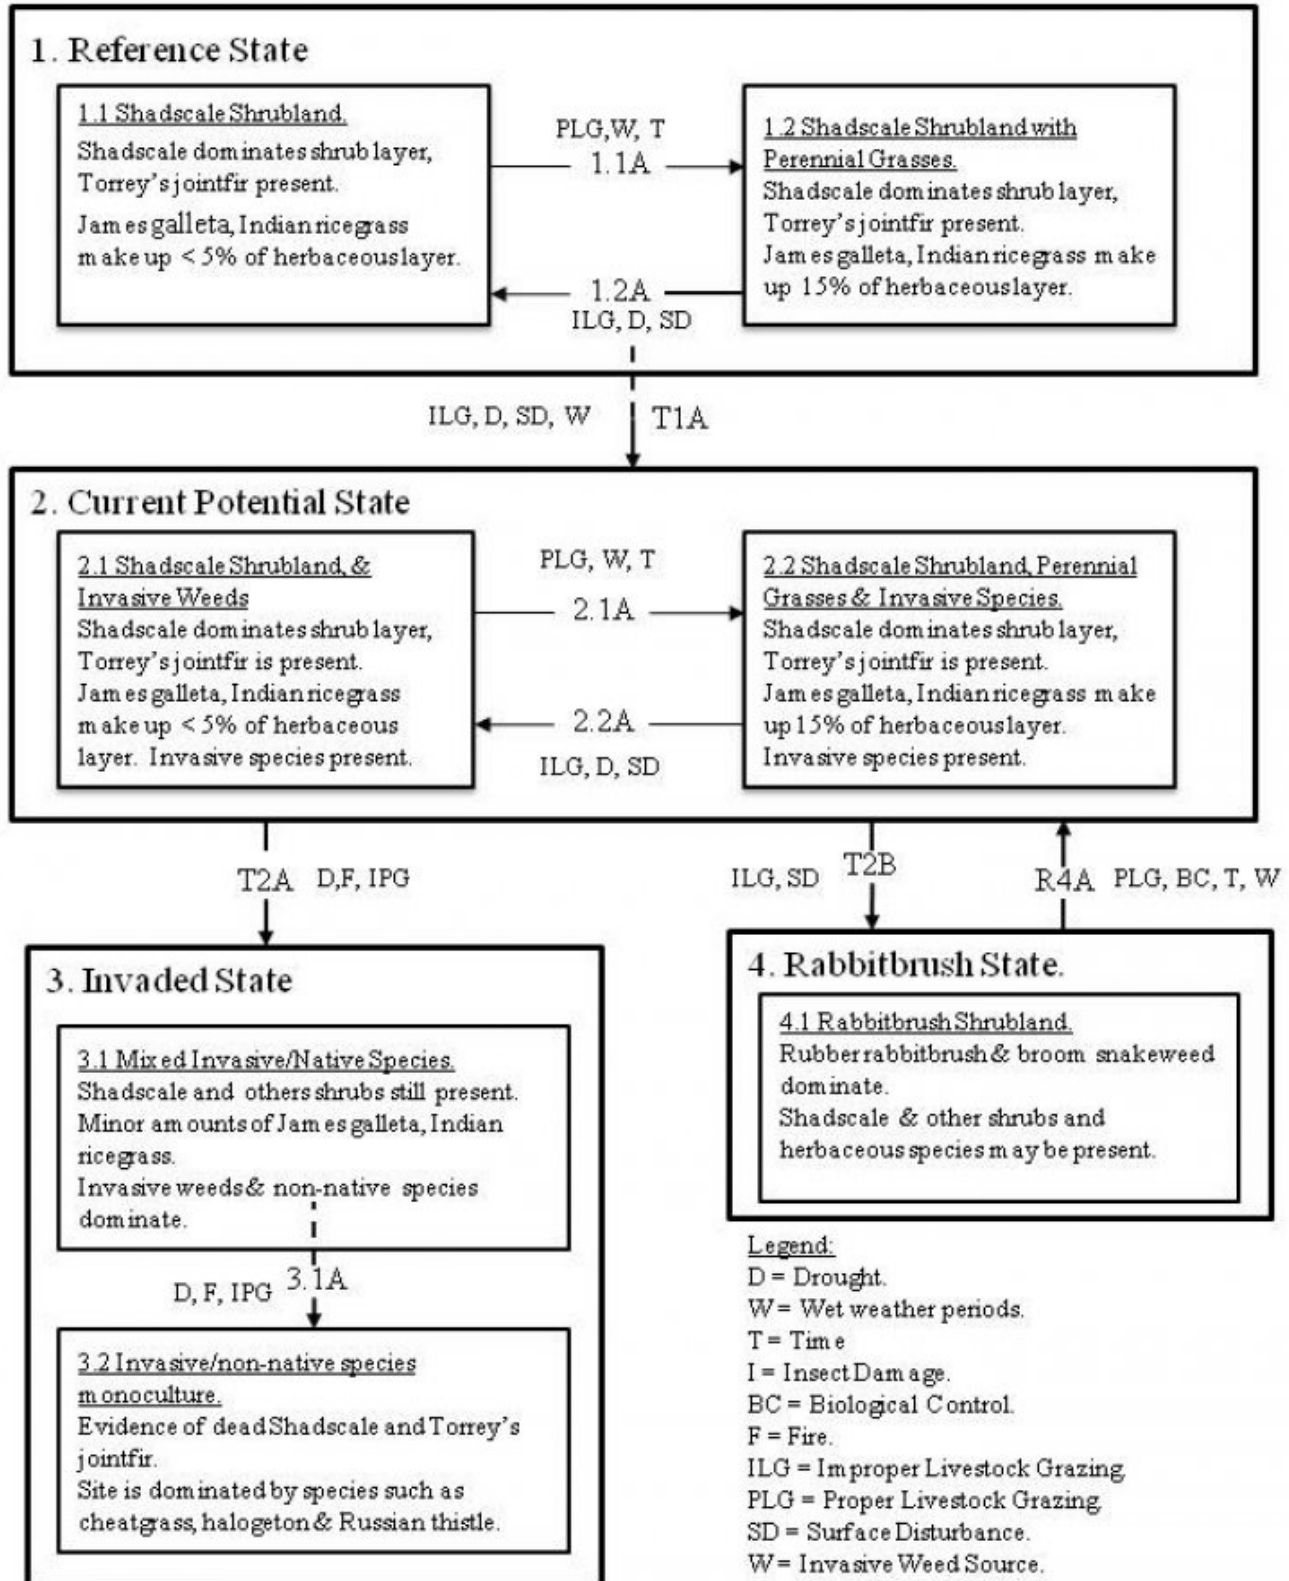 1. Reference State
1.1 Shadscale Shrubland.
Shadscale dominates shrub layer,
Torrey's jointfir present.
James galleta, Indian ricegrass
make up < 5% of herbaceous layer.
PLG,W, T
1.1A
1.2 Shadscale Shrubland with
Perennial Grasses.
Shadscale dominates shrub layer,
Torrey's jointfir present.
James galleta, Indian ricegrass make
up 15% of herbaceous layer.
1.2A
ILG, D, SD
ILG, D, SD, W
T1A
2. Current Potential State
2.1 Shadscale Shrubland, &
Invasive Weeds
Shadscale dominates shrub layer,
Torrey's jointfir is present.
James galleta, Indian ricegrass
make up < 5% of herbaceous
layer. Invasive species present.
PLG, W, T
2.1A
2.2 Shadscale Shrubland, Perennial
Grasses & Invasive Species.
Shadscale dominates shrub layer,
Torrey's jointfir is present.
James galleta, Indian ricegrass make
up 15% of herbaceous layer.
Invasive species present.
2.2A
ILG, D, SD
T2A
D,F, IPG
ILG, SD
T2B
R4A
PLG, BC, T, W
3. Invaded State
3.1 Mixed Invasive/Native Species.
Shadscale and others shrubs still present.
Minor amounts of James galleta, Indian
ricegrass.
Invasive weeds & non-native species
dominate.
D, F, IPG
3.1A
3.2 Invasive/non-native species
monoculture.
Evidence of dead Shadscale and Torrey's
jointfir.
Site is dominated by species such as
cheatgrass, halogeton & Russian thistle.
4. Rabbitbrush State.
4.1 Rabbitbrush Shrubland.
Rubber rabbitbrush & broom snakeweed
dominate.
Shadscale & other shrubs and
herbaceous species may be present.
Legend:
D = Drought.
W = Wet weather periods.
T = Time
I = Insect Damage.
BC = Biological Control.
F = Fire.
ILG = Improper Livestock Grazing
PLG = Proper Livestock Grazing
SD = Surface Disturbance.
W = Invasive Weed Source.